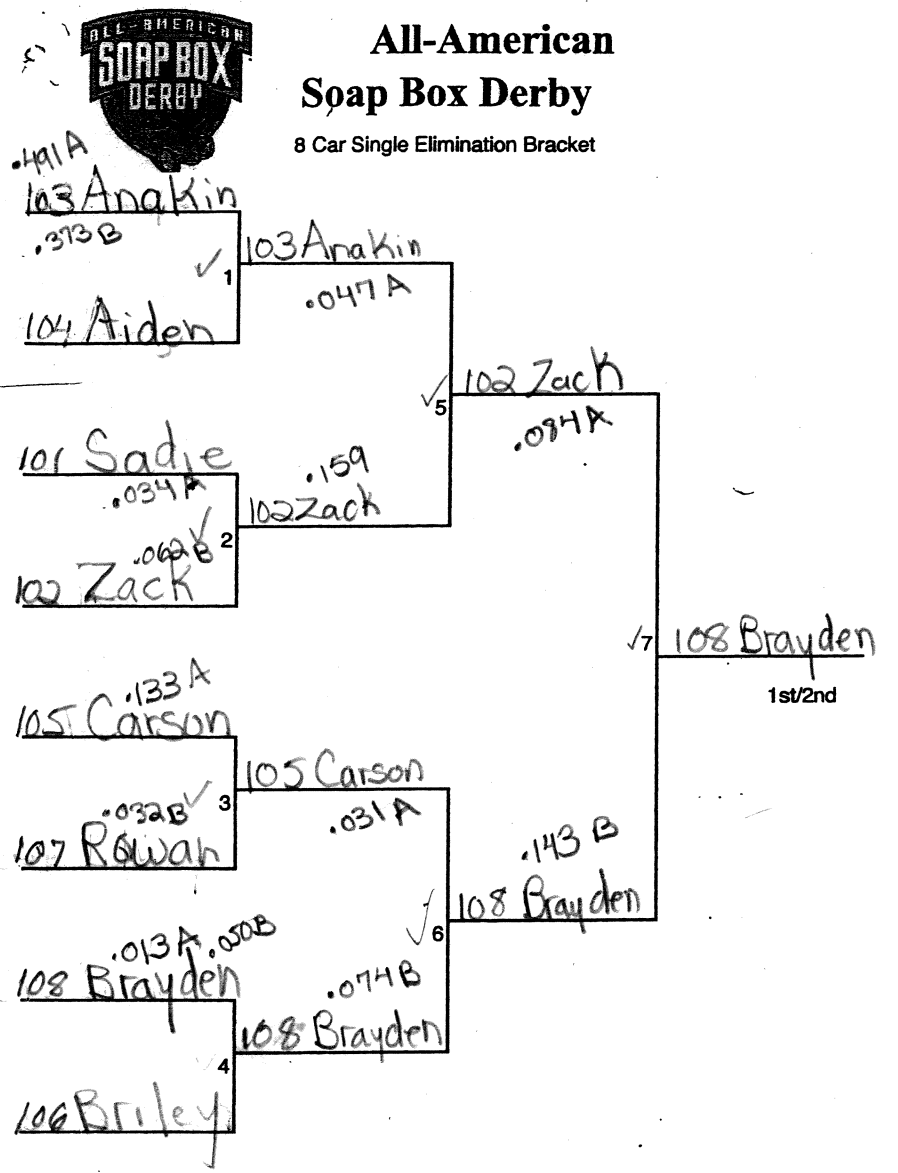 ALL-AMERICAN
SOAP BOX
DERBY
All-American
Soap Box Derby
8 Car Single Elimination Bracket
.491 A
103 Anakin
.373 B
1
104 Aiden
103 Anakin
.047 A
101 Sadie
.034 A
2
.062 B
102 Zack
.159
102 Zack
5
102 Zack
.084 A
.133 A
105 Carson
3
.032 B
107 Rowan
105 Carson
.031 A
.013 A .050 B
108 Brayden
4
106 Briley
.074 B
108 Brayden
6
.143 B
108 Brayden
7
108 Brayden
1st/2nd